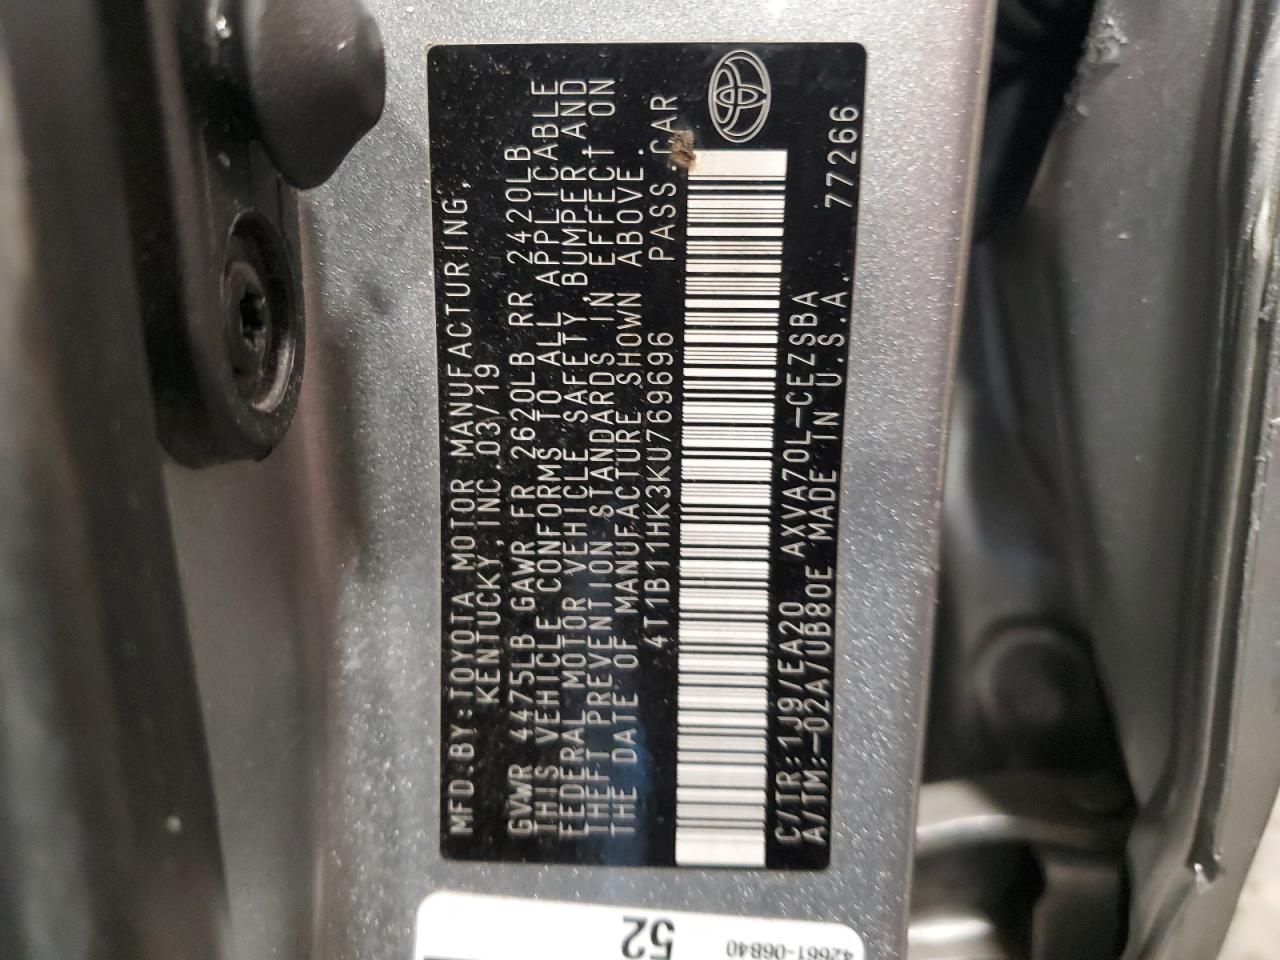 MFD.BY:TOYOTA MOTOR MANUFACTURING,
KENTUCKY,INC.03/19
GVWR 4475LB GAWR FR 2620LB RR 2420LB
THIS VEHICLE CONFORMS TO ALL APPLICABLE
FEDERAL MOTOR VEHICLE SAFETY, BUMPER AND
THEFT PREVENTION STANDARDS IN EFFECT ON
THE DATE OF MANUFACTURE SHOWN ABOVE.
4T1B11HK3KU769696 PASS.CAR
C/TR:1J9/EA20 AXVA70L-CEZSBA
A/TM:-02A/UB80E MADE IN U.S.A. 77266
52
42661-06B40